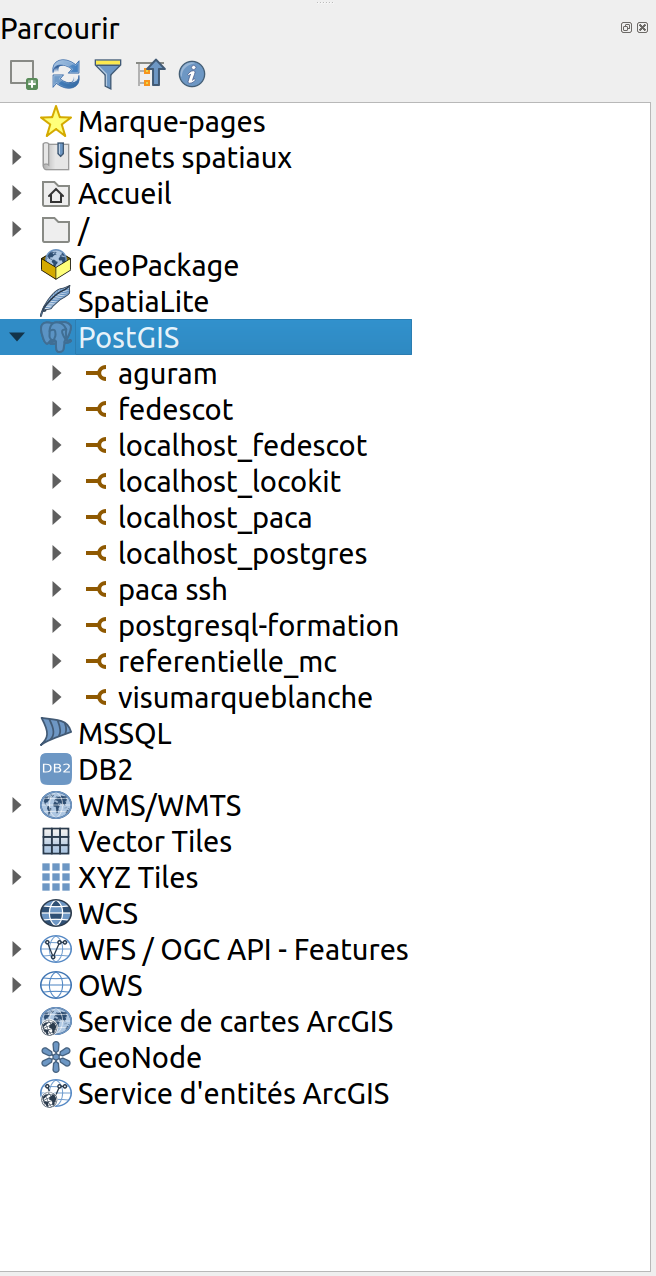 Parcourir
Marque-pages
Signets spatiaux
Accueil
/
GeoPackage
SpatiaLite
PostGIS
aguram
fedescot
localhost_fedescot
localhost_locokit
localhost_paca
localhost_postgres
paca ssh
postgresql-formation
referentielle_mc
visumarqueblanche
MSSQL
DB2 DB2
WMS/WMTS
Vector Tiles
XYZ Tiles
WCS
WFS / OGC API - Features
OWS
Service de cartes ArcGIS
GeoNode
Service d'entités ArcGIS